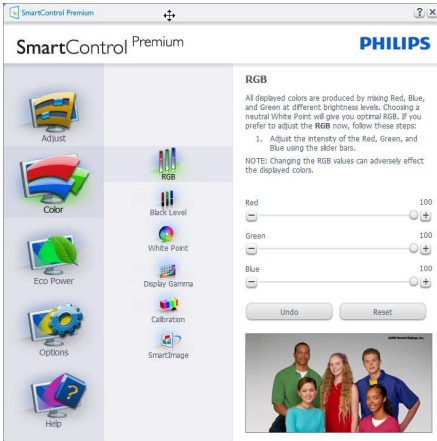 SmartControl Premium
SmartControl Premium
PHILIPS
Adjust
Color
Eco Power
Options
Help
RGB
Black Level
White Point
Display Gamma
Calibration
SmartImage
RGB
All displayed colors are produced by mixing Red, Blue,
and Green at different brightness levels. Choosing a
neutral White Point will give you optimal RGB. If you
prefer to adjust the RGB now, follow these steps:
1. Adjust the intensity of the Red, Green, and
Blue using the slider bars.
NOTE: Changing the RGB values can adversely effect
the displayed colors.
Red 100
Green 100
Blue 100
Undo Reset